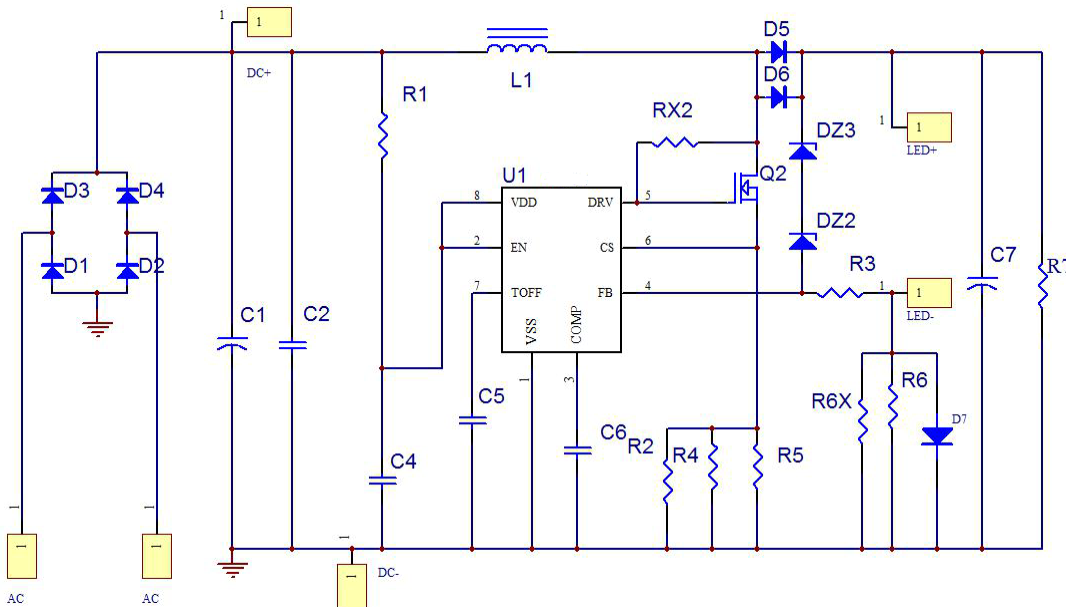 1
1
DC+
D5
L1
D6
R1
RX2
DZ3
1
1
LED+
U1
Q2
D3
D4
8
VDD
DRV
5
2
EN
CS
6
DZ2
7
TOFF
FB
4
R3
1
1
LED-
C7
D1
D2
C1
C2
VSS
COMP
1
3
C5
R6
R6X
D7
C6
R2
R4
R5
C4
1
1
1
1
1
1
DC-
AC
AC